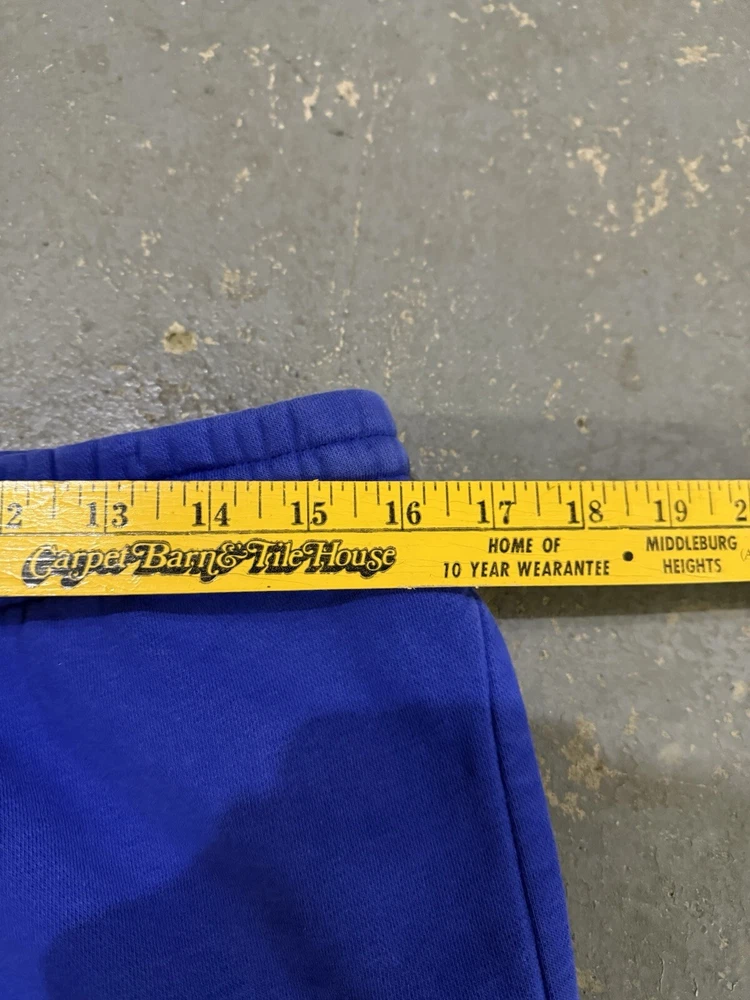 2 13 14 15 16 17 18 19 2
Carpet Barn & Tile House
HOME OF
10 YEAR WEARANTEE
•
MIDDLEBURG
HEIGHTS
(A